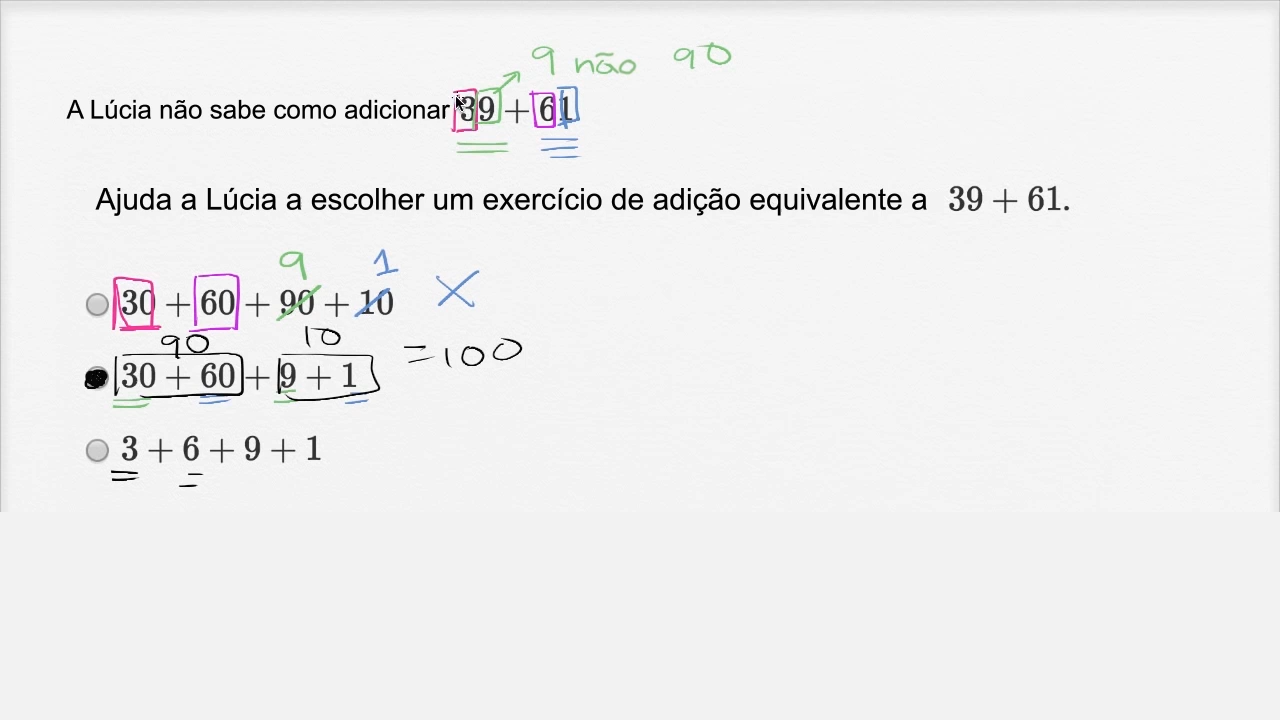 9 não 90
A Lúcia não sabe como adicionar 39 + 61
Ajuda a Lúcia a escolher um exercício de adição equivalente a 39 + 61.
9 1
30 + 60 + 90 + 10 X
90 10
30 + 60 + 9 + 1 = 100
3 + 6 + 9 + 1